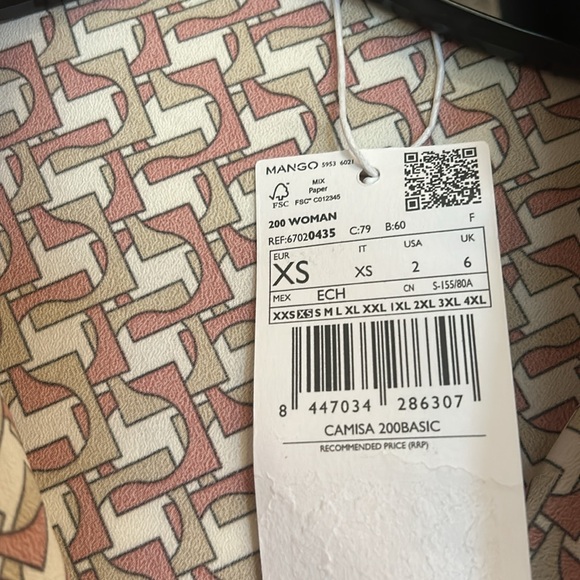 MANGO 5953 6021
FSC
MIX
Paper
FSC® C012345
200 WOMAN
REF:67020435 C:79 B:60 F
EUR IT USA UK
XS XS 2 6
MEX ECH CN S-155/80A
XXS XS S M L XL XXL 1XL 2XL 3XL 4XL
8 447034 286307
CAMISA 200BASIC
RECOMMENDED PRICE (RRP)